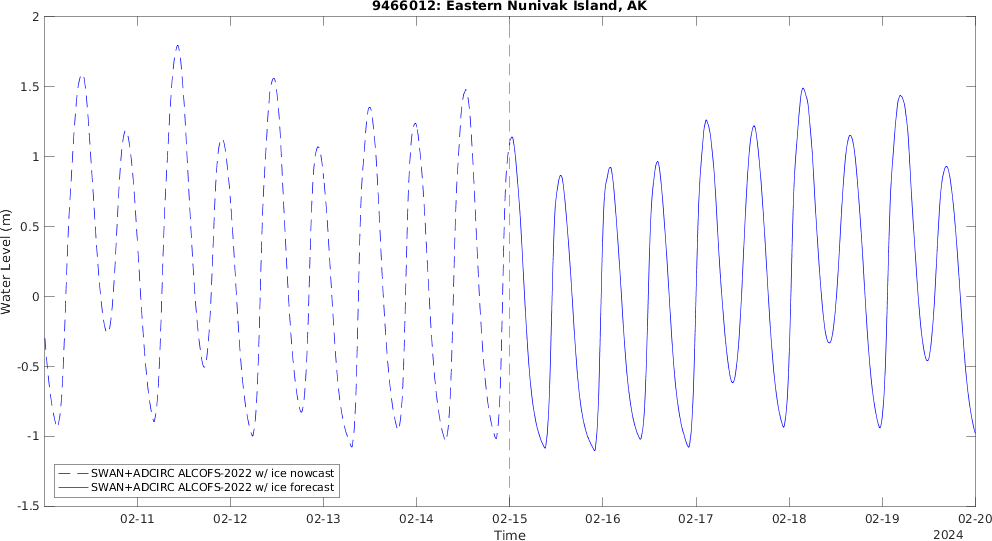 9466012: Eastern Nunivak Island, AK
Water Level (m)
2
1.5
1
0.5
0
-0.5
-1
-1.5
SWAN+ADCIRC ALCOFS-2022 w/ ice nowcast
SWAN+ADCIRC ALCOFS-2022 w/ ice forecast
02-11 02-12 02-13 02-14 02-15 02-16 02-17 02-18 02-19 02-20
Time
2024